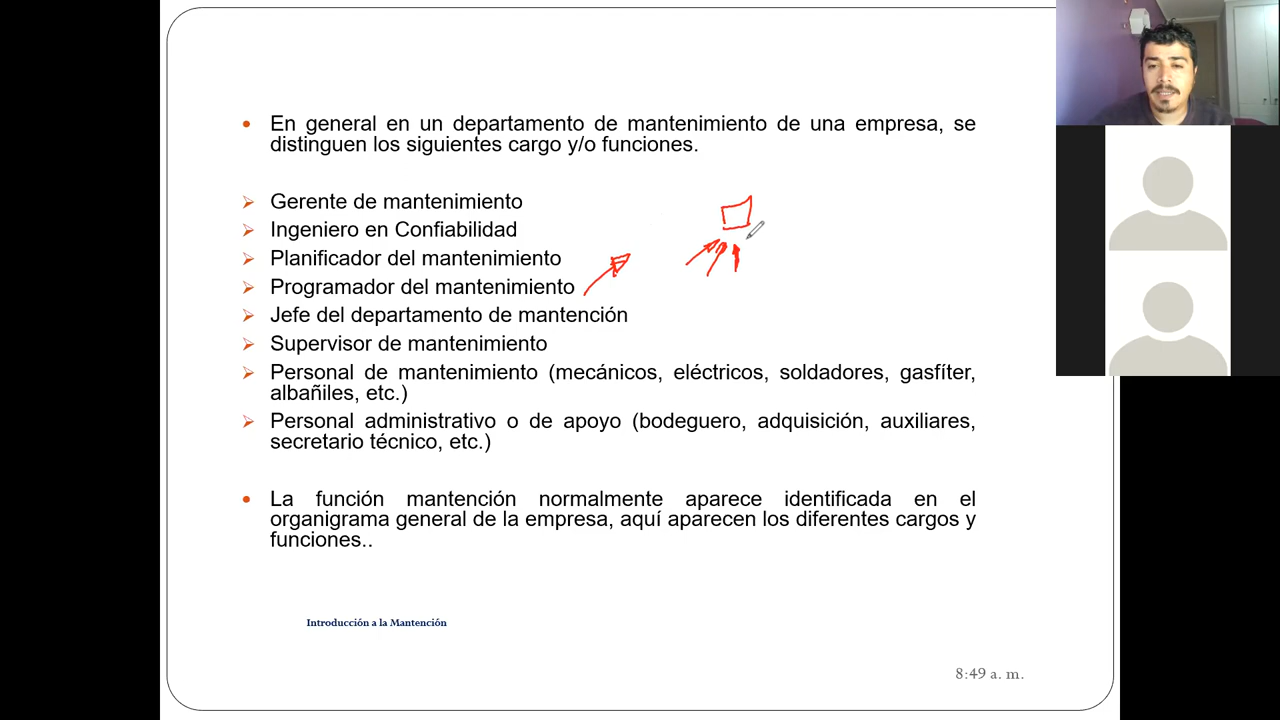 En general en un departamento de mantenimiento de una empresa, se
distinguen los siguientes cargo y/o funciones.
Gerente de mantenimiento
Ingeniero en Confiabilidad
Planificador del mantenimiento
Programador del mantenimiento
Jefe del departamento de mantención
Supervisor de mantenimiento
Personal de mantenimiento (mecánicos, eléctricos, soldadores, gasfíter,
albañiles, etc.)
Personal administrativo o de apoyo (bodeguero, adquisición, auxiliares,
secretario técnico, etc.)
La función mantención normalmente aparece identificada en el
organigrama general de la empresa, aquí aparecen los diferentes cargos y
funciones..
Introducción a la Mantención
8:49 a. m.